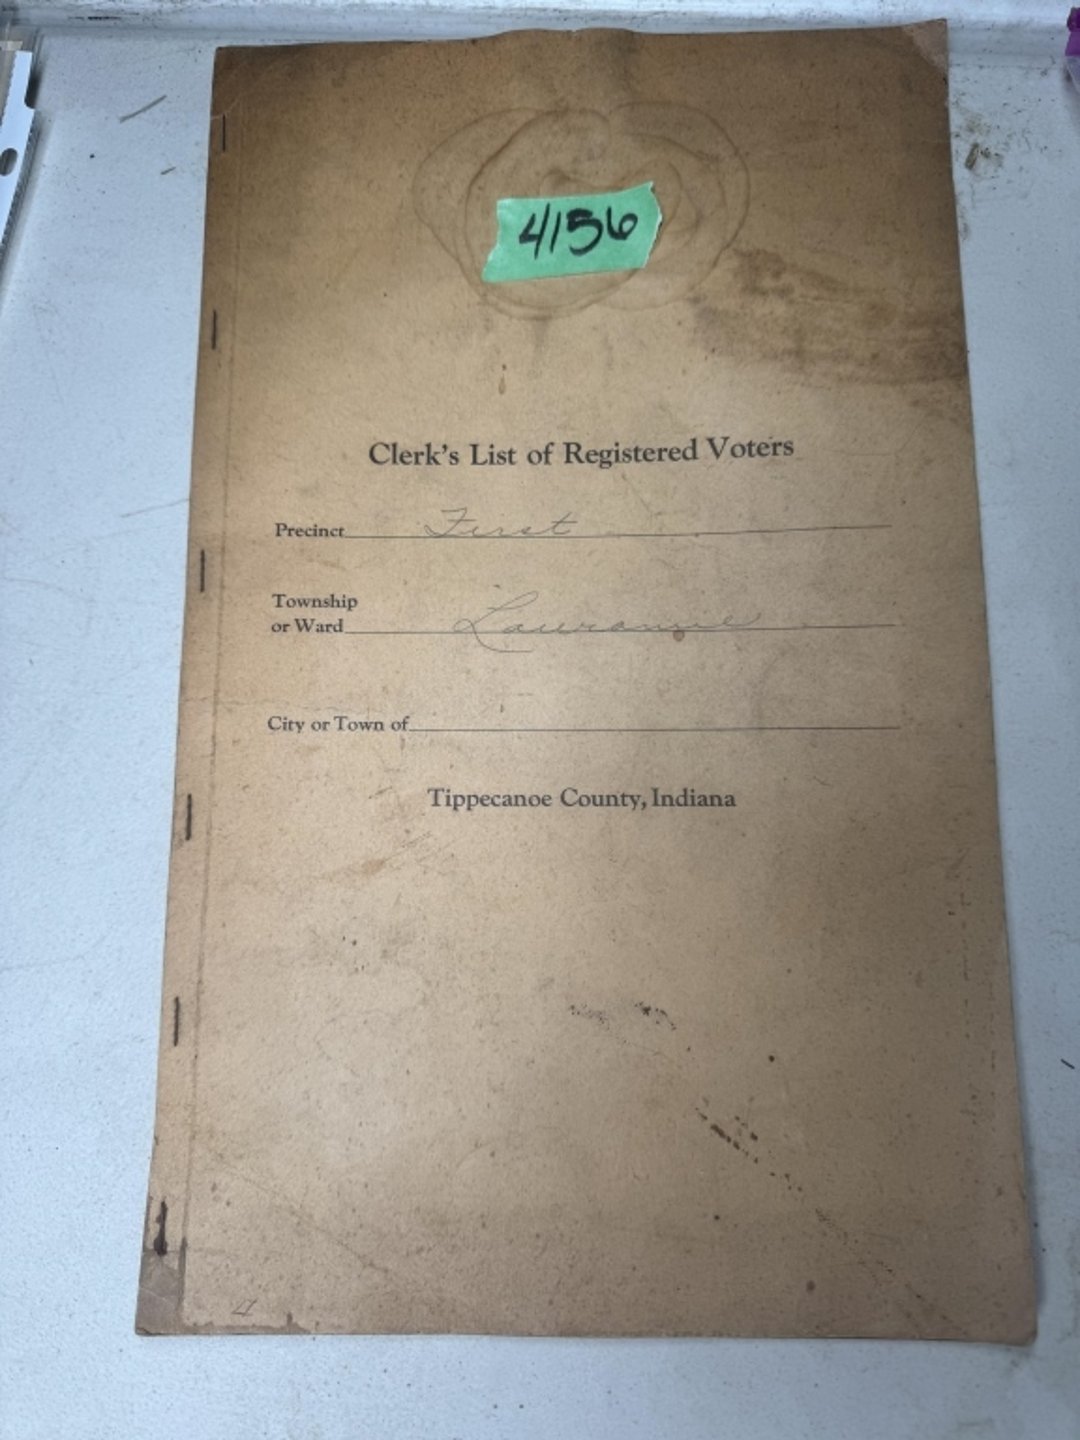 4156
Clerk's List of Registered Voters
Precinct First
Township
or Ward Lauramie
City or Town of
Tippecanoe County, Indiana